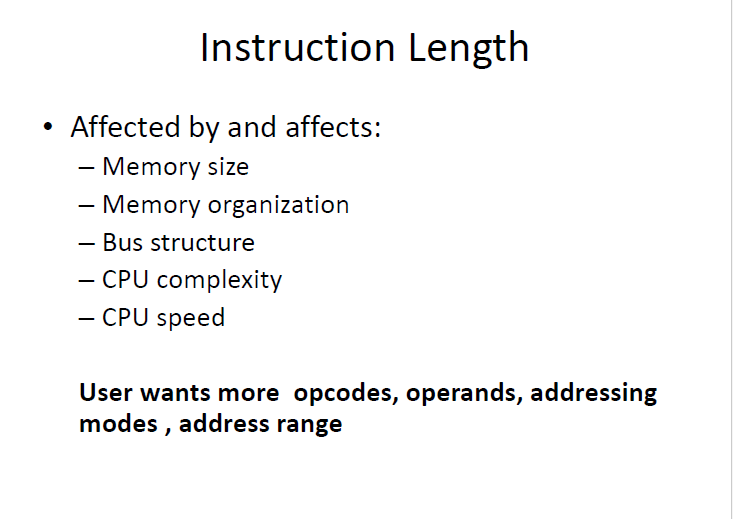 Instruction Length
• Affected by and affects:
– Memory size
– Memory organization
– Bus structure
– CPU complexity
– CPU speed
User wants more  opcodes, operands, addressing
modes , address range